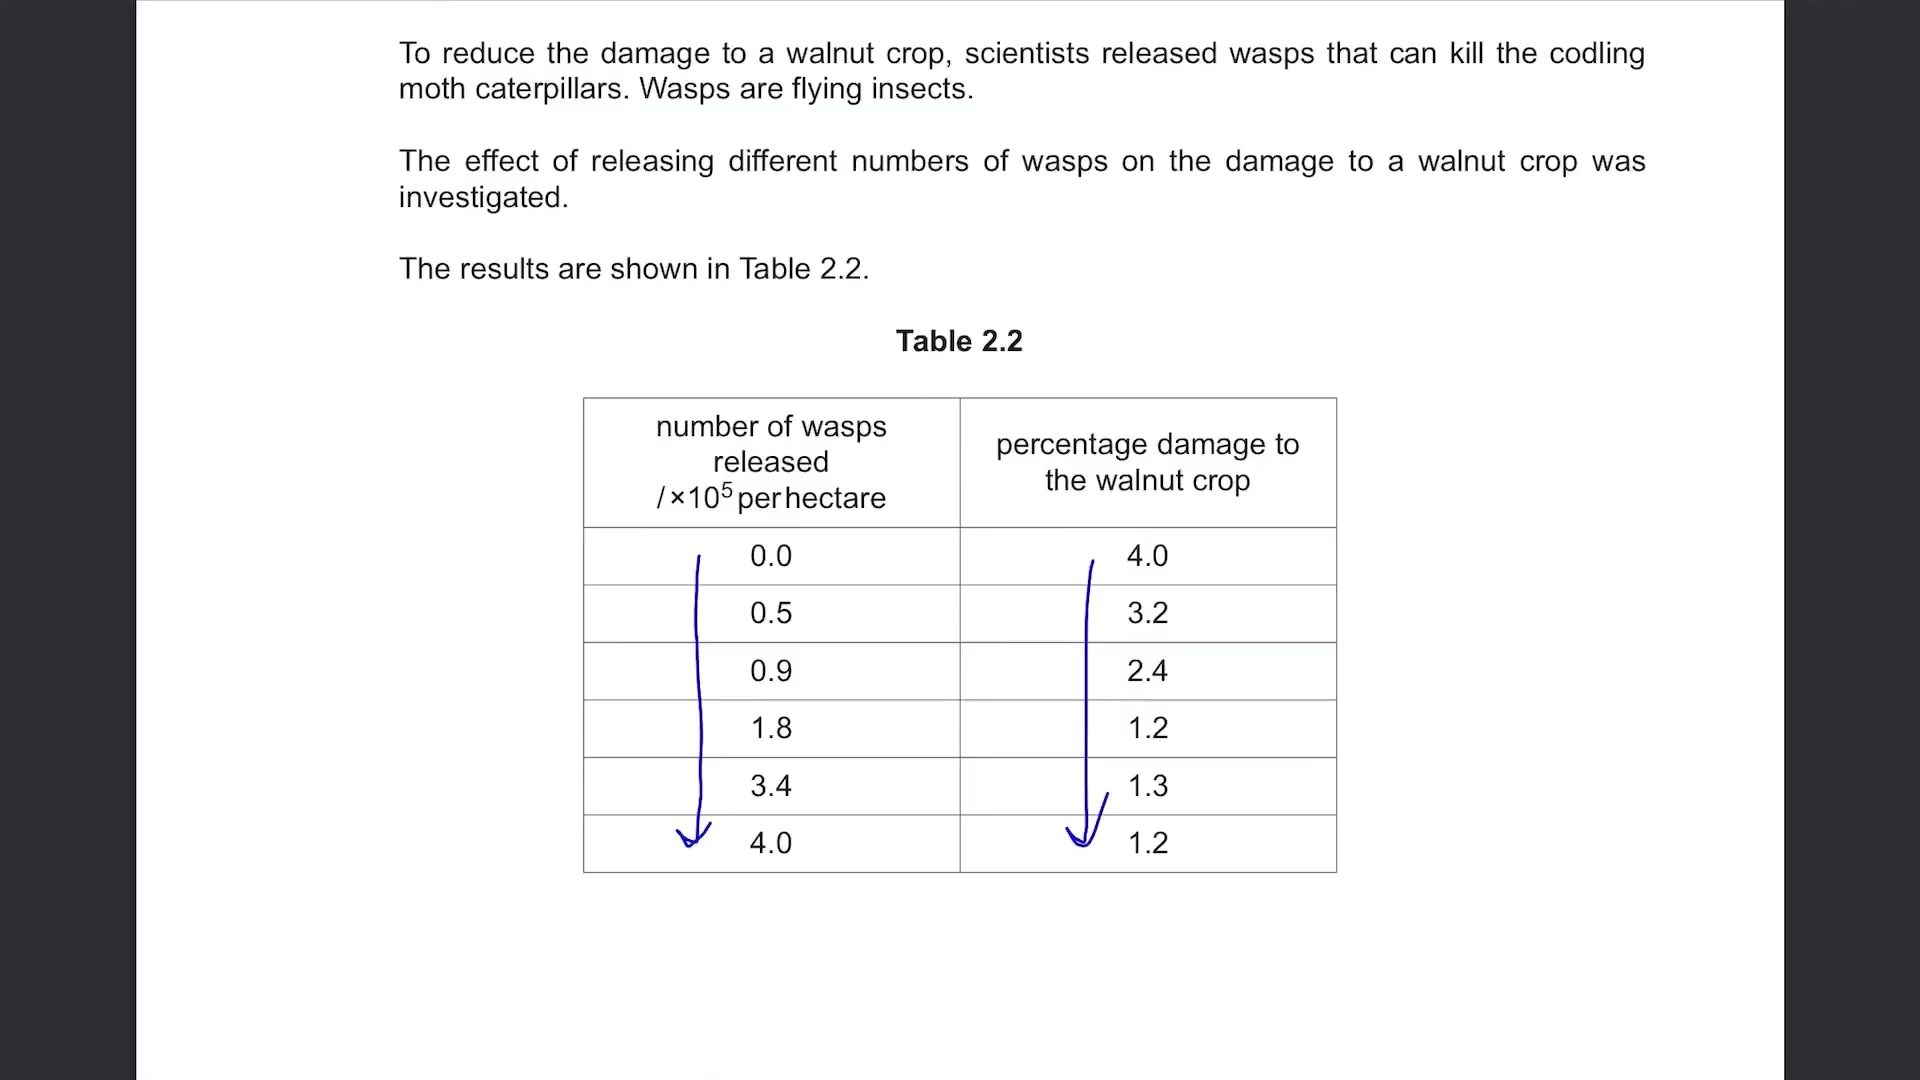 To reduce the damage to a walnut crop, scientists released wasps that can kill the codling
moth caterpillars. Wasps are flying insects.
The effect of releasing different numbers of wasps on the damage to a walnut crop was
investigated.
The results are shown in Table 2.2.
Table 2.2
number of wasps
released
/ ×10⁵ per hectare
percentage damage to
the walnut crop
0.0 4.0
0.5 3.2
0.9 2.4
1.8 1.2
3.4 1.3
4.0 1.2